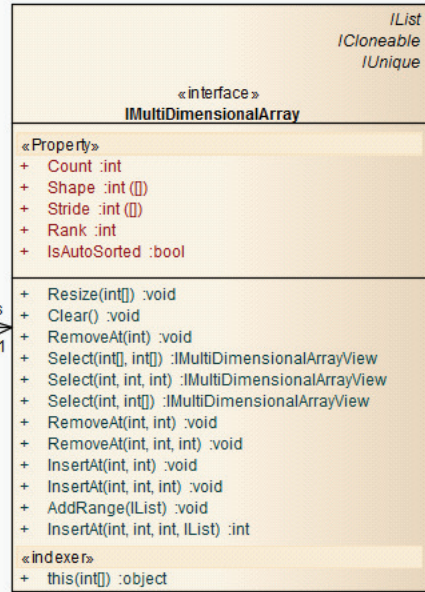 IList
ICloneable
IUnique
«interface»
IMultiDimensionalArray
«Property»
+ Count :int
+ Shape :int ([])
+ Stride :int ([])
+ Rank :int
+ IsAutoSorted :bool
+ Resize(int[]) :void
+ Clear() :void
+ RemoveAt(int) :void
s
1
+ Select(int[], int[]) :IMultiDimensionalArrayView
+ Select(int, int, int) :IMultiDimensionalArrayView
+ Select(int, int[]) :IMultiDimensionalArrayView
+ RemoveAt(int, int) :void
+ RemoveAt(int, int, int) :void
+ InsertAt(int, int) :void
+ InsertAt(int, int, int) :void
+ AddRange(IList) :void
+ InsertAt(int, int, int, IList) :int
«indexer»
+ this(int[]) :object